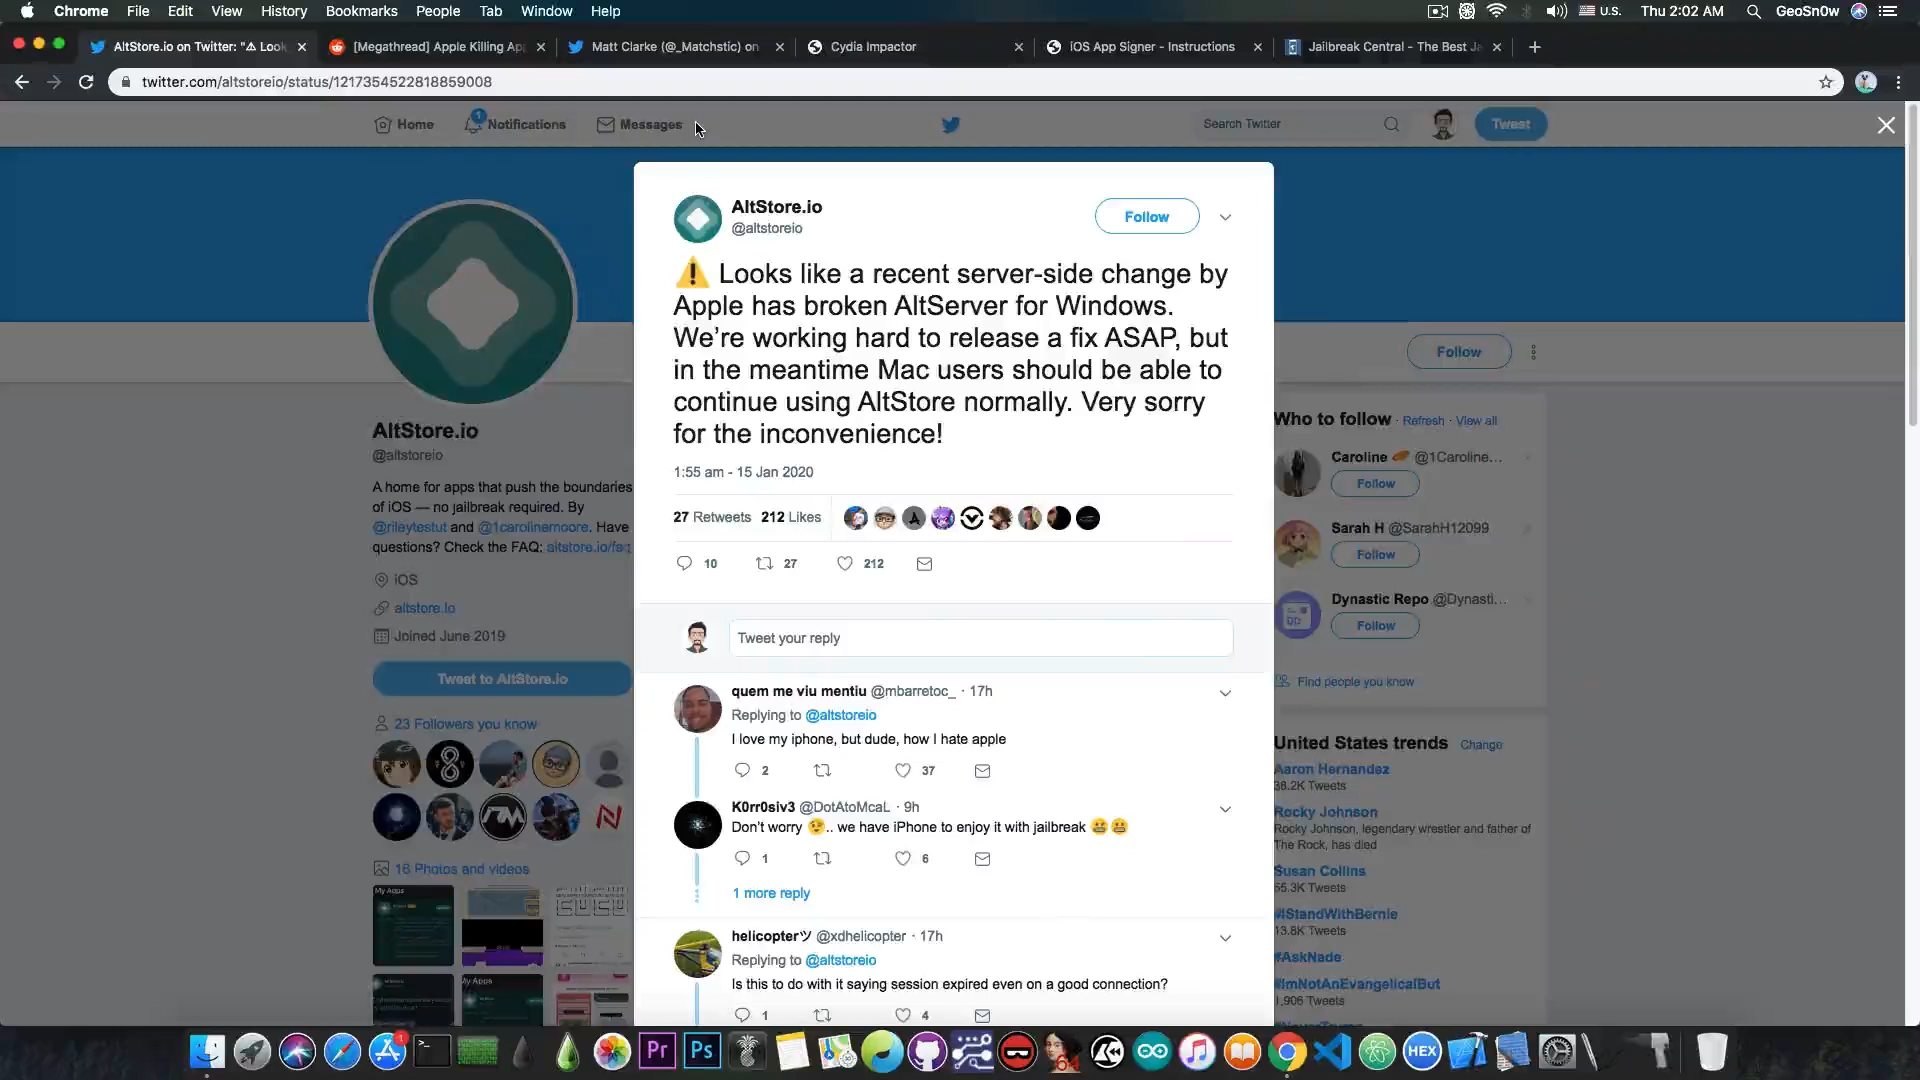 Chrome File Edit View History Bookmarks People Tab Window Help
U.S. Thu 2:02 AM GeoSn0w
AltStore.io on Twitter: "⚠ Look
[Megathread] Apple Killing Ap
Matt Clarke (@_Matchstic) on
Cydia Impactor
iOS App Signer - Instructions
Jailbreak Central - The Best Ja
twitter.com/altstoreio/status/1217354522818859008
Home
1
Notifications
Messages
Search Twitter
Tweet
AltStore.io
@altstoreio
Follow
⚠️ Looks like a recent server-side change by
Apple has broken AltServer for Windows.
We’re working hard to release a fix ASAP, but
in the meantime Mac users should be able to
continue using AltStore normally. Very sorry
for the inconvenience!
1:55 am - 15 Jan 2020
27 Retweets 212 Likes
10 27 212
Tweet your reply
quem me viu mentiu @mbarretoc_ · 17h
Replying to @altstoreio
I love my iphone, but dude, how I hate apple
2 37
K0rr0siv3 @DotAtoMcaL · 9h
Don’t worry 😏.. we have iPhone to enjoy it with jailbreak 😬😬
1 6
1 more reply
helicopterツ @xdhelicopter · 17h
Replying to @altstoreio
Is this to do with it saying session expired even on a good connection?
1 4
AltStore.io
@altstoreio
A home for apps that push the boundaries
of iOS — no jailbreak required. By
@rileytestut and @1carolinemoore. Have
questions? Check the FAQ: altstore.io/faq
iOS
altstore.io
Joined June 2019
Tweet to AltStore.io
23 Followers you know
16 Photos and videos
My Apps
My Apps
Follow
Who to follow · Refresh · View all
Caroline @1Caroline...
Follow
Sarah H @SarahH12099
Follow
Dynastic Repo @Dynasti...
Follow
Find people you know
United States trends Change
Aaron Hernandez
38.2K Tweets
Rocky Johnson
Rocky Johnson, legendary wrestler and father of
The Rock, has died
Susan Collins
55.3K Tweets
#IStandWithBernie
13.8K Tweets
#AskNade
#ImNotAnEvangelicalBut
1,906 Tweets
1
Pr
Ps
64
HEX